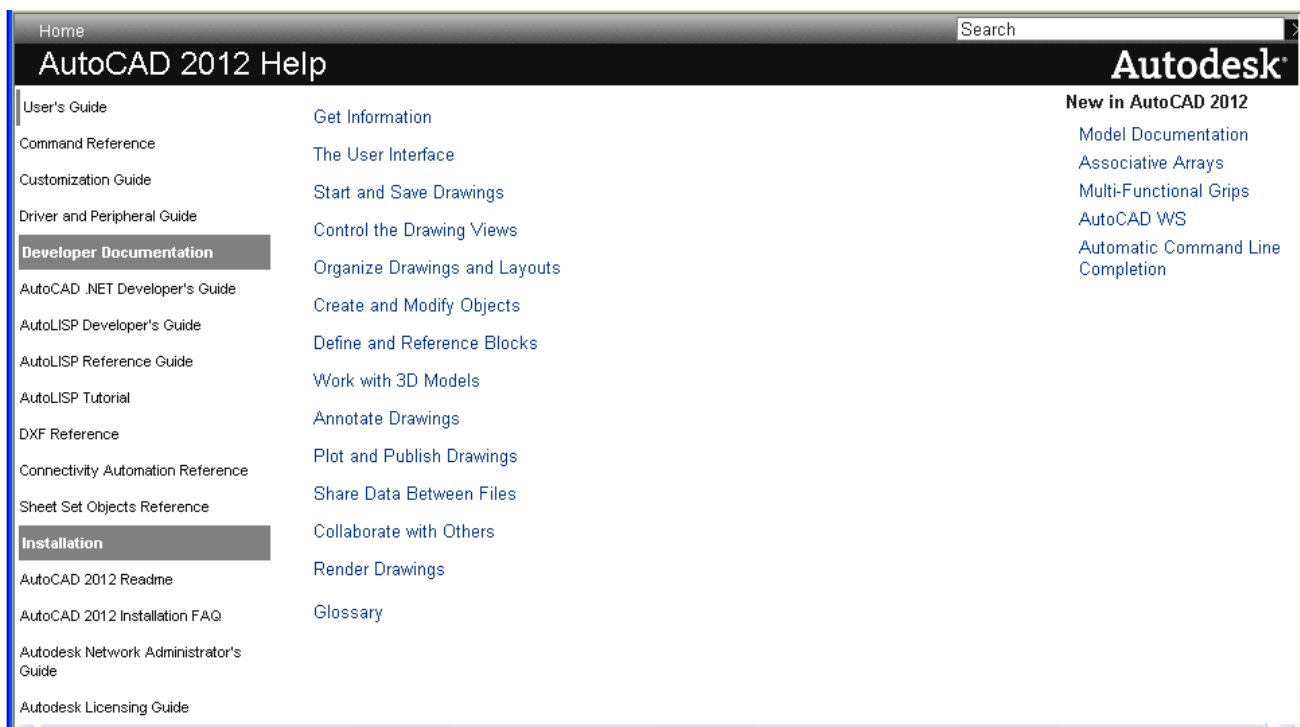 Home
Search
AutoCAD 2012 Help
Autodesk
User's Guide
Command Reference
Customization Guide
Driver and Peripheral Guide
Developer Documentation
AutoCAD .NET Developer's Guide
AutoLISP Developer's Guide
AutoLISP Reference Guide
AutoLISP Tutorial
DXF Reference
Connectivity Automation Reference
Sheet Set Objects Reference
Installation
AutoCAD 2012 Readme
AutoCAD 2012 Installation FAQ
Autodesk Network Administrator's
Guide
Autodesk Licensing Guide
Get Information
The User Interface
Start and Save Drawings
Control the Drawing Views
Organize Drawings and Layouts
Create and Modify Objects
Define and Reference Blocks
Work with 3D Models
Annotate Drawings
Plot and Publish Drawings
Share Data Between Files
Collaborate with Others
Render Drawings
Glossary
New in AutoCAD 2012
Model Documentation
Associative Arrays
Multi-Functional Grips
AutoCAD WS
Automatic Command Line
Completion